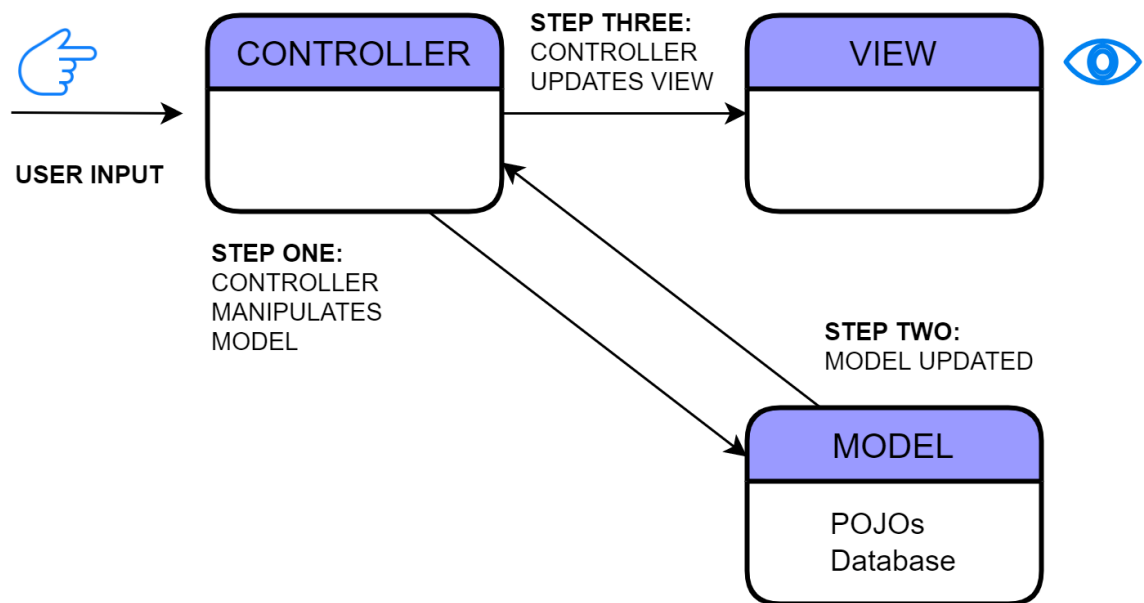 CONTROLLER
STEP THREE:
CONTROLLER
UPDATES VIEW
VIEW
USER INPUT
STEP ONE:
CONTROLLER
MANIPULATES
MODEL
STEP TWO:
MODEL UPDATED
MODEL
POJOs
Database